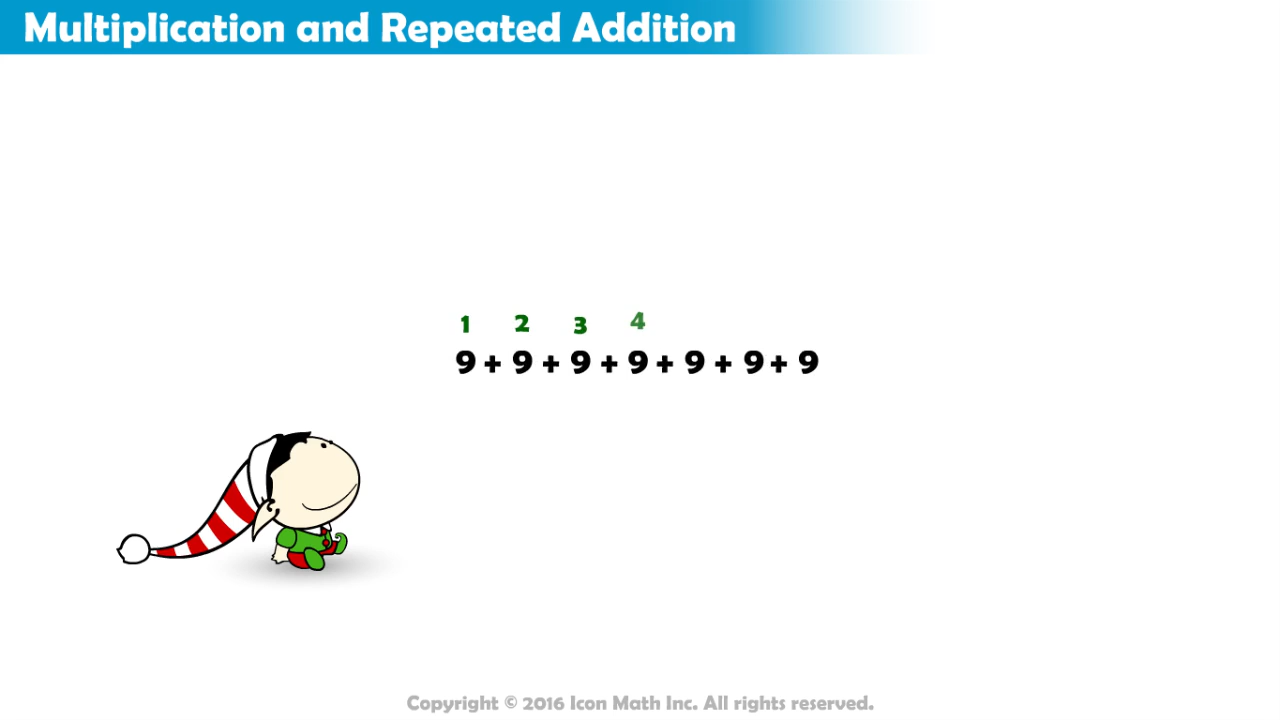 Multiplication and Repeated Addition
1 2 3 4
9 + 9 + 9 + 9 + 9 + 9 + 9
Copyright © 2016 Icon Math Inc. All rights reserved.